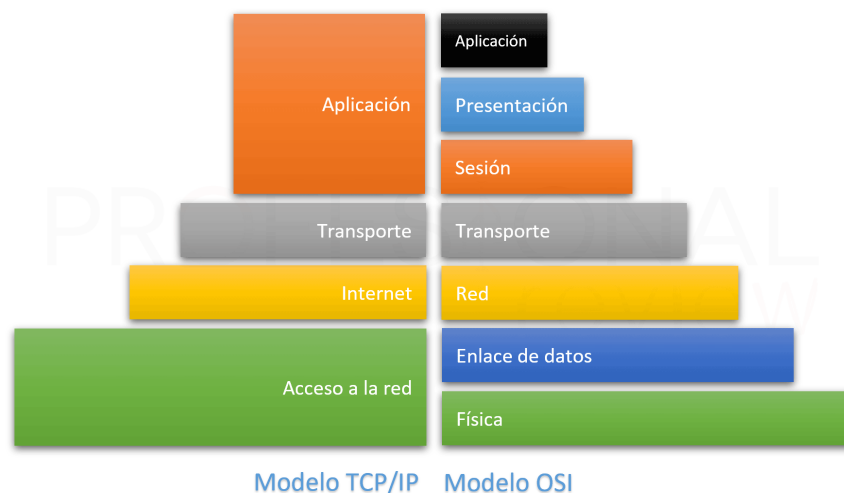 Aplicación
Aplicación
Presentación
Sesión
Transporte
Transporte
Internet
Red
Acceso a la red
Enlace de datos
Física
Modelo TCP/IP
Modelo OSI